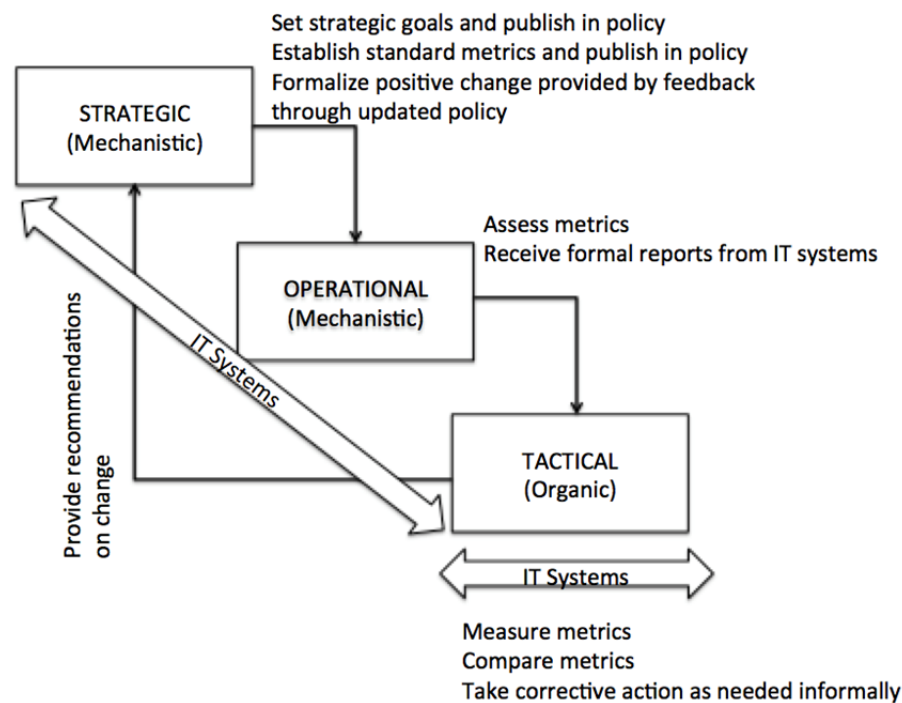 Set strategic goals and publish in policy
Establish standard metrics and publish in policy
Formalize positive change provided by feedback
through updated policy
STRATEGIC
(Mechanistic)
Assess metrics
Receive formal reports from IT systems
OPERATIONAL
(Mechanistic)
IT Systems
Provide recommendations
on change
TACTICAL
(Organic)
IT Systems
Measure metrics
Compare metrics
Take corrective action as needed informally